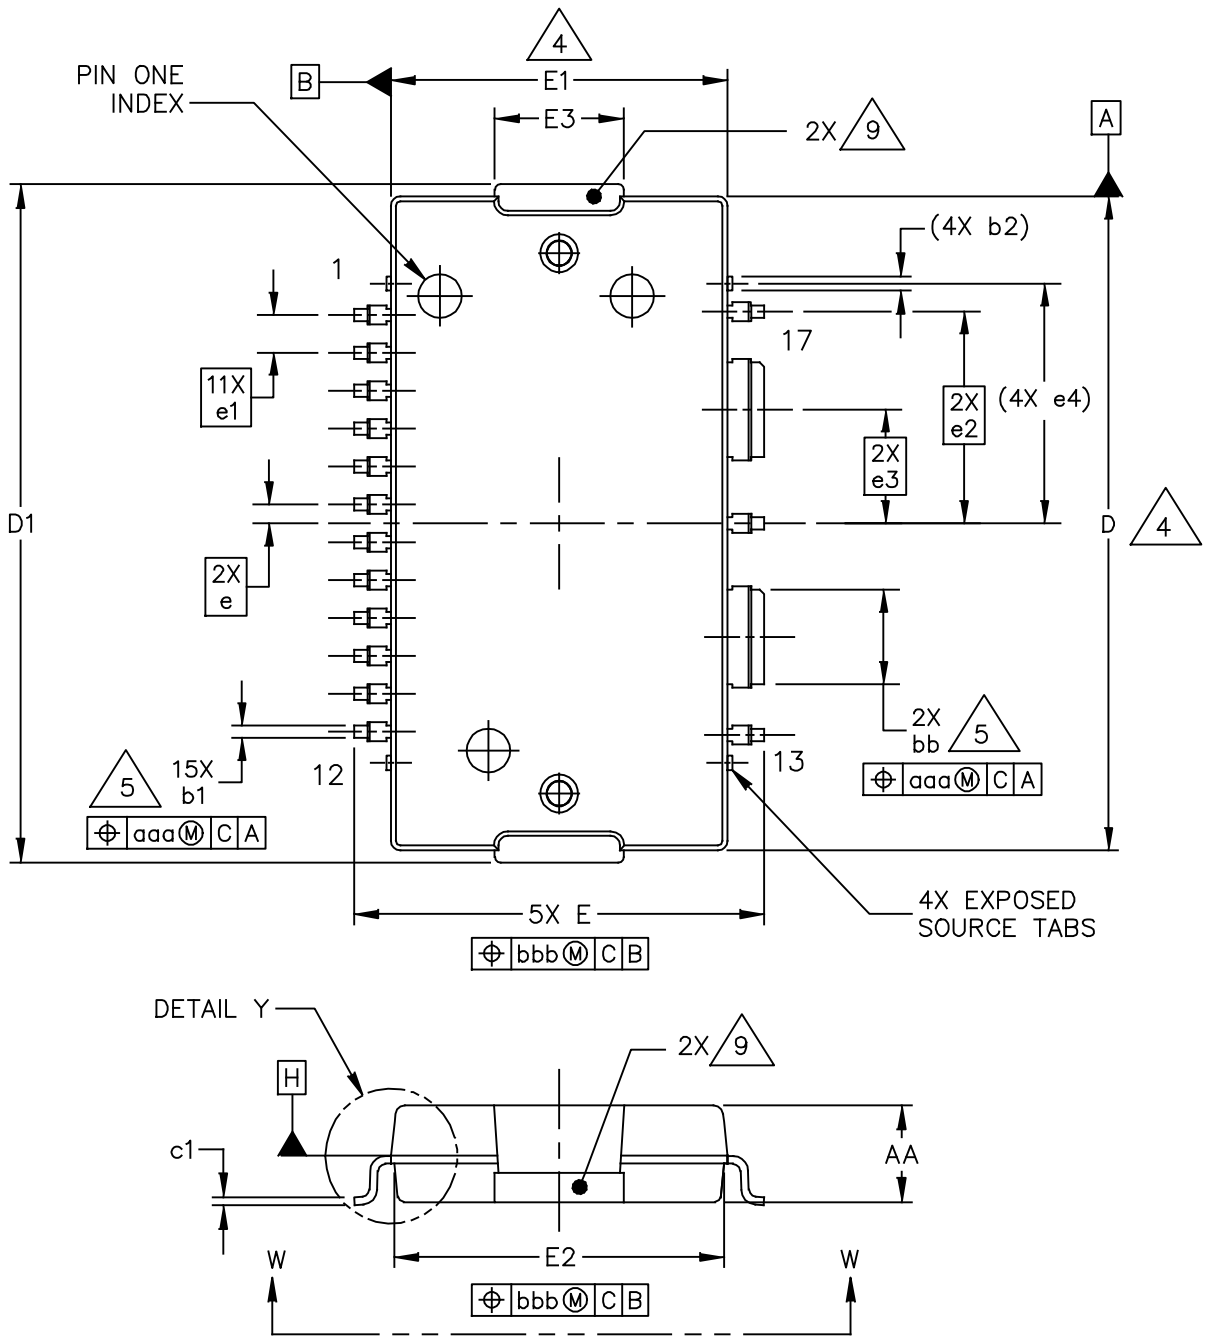 4
PIN ONE
INDEX
B
E1
E3
2X 9
A
(4X b2)
1
17
11X
e1
2X
e2
(4X e4)
2X
e3
D1
D 4
2X
e
2X
bb 5
⌖ aaa Ⓜ C A
5 15X
b1
⌖ aaa Ⓜ C A
12
13
5X E
⌖ bbb Ⓜ C B
4X EXPOSED
SOURCE TABS
DETAIL Y
2X 9
H
c1
AA
E2
W
W
⌖ bbb Ⓜ C B